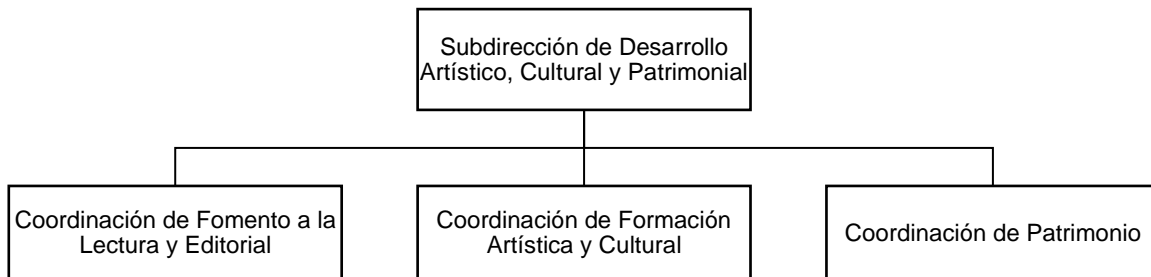 Subdirección de Desarrollo
Artístico, Cultural y Patrimonial
Coordinación de Fomento a la
Lectura y Editorial
Coordinación de Formación
Artística y Cultural
Coordinación de Patrimonio